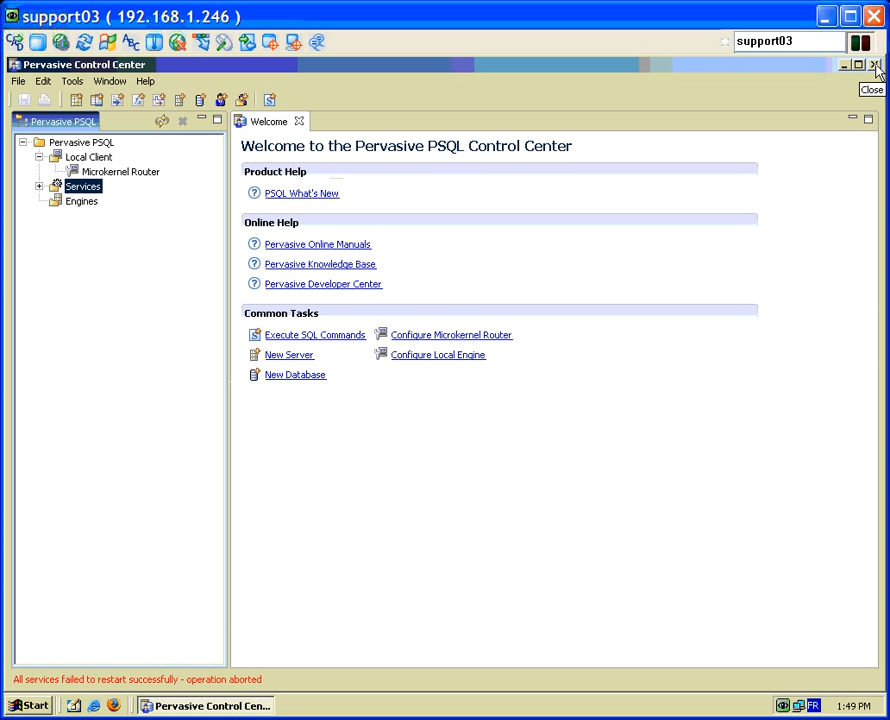 support03 ( 192.168.1.246 )
support03
Pervasive Control Center
Close
File Edit Tools Window Help
Pervasive PSQL
Welcome
Pervasive PSQL
Local Client
Microkernel Router
Services
Engines
Welcome to the Pervasive PSQL Control Center
Product Help
PSQL What's New
Online Help
Pervasive Online Manuals
Pervasive Knowledge Base
Pervasive Developer Center
Common Tasks
Execute SQL Commands Configure Microkernel Router
New Server Configure Local Engine
New Database
All services failed to restart successfully - operation aborted
Start Pervasive Control Cen... FR 1:49 PM